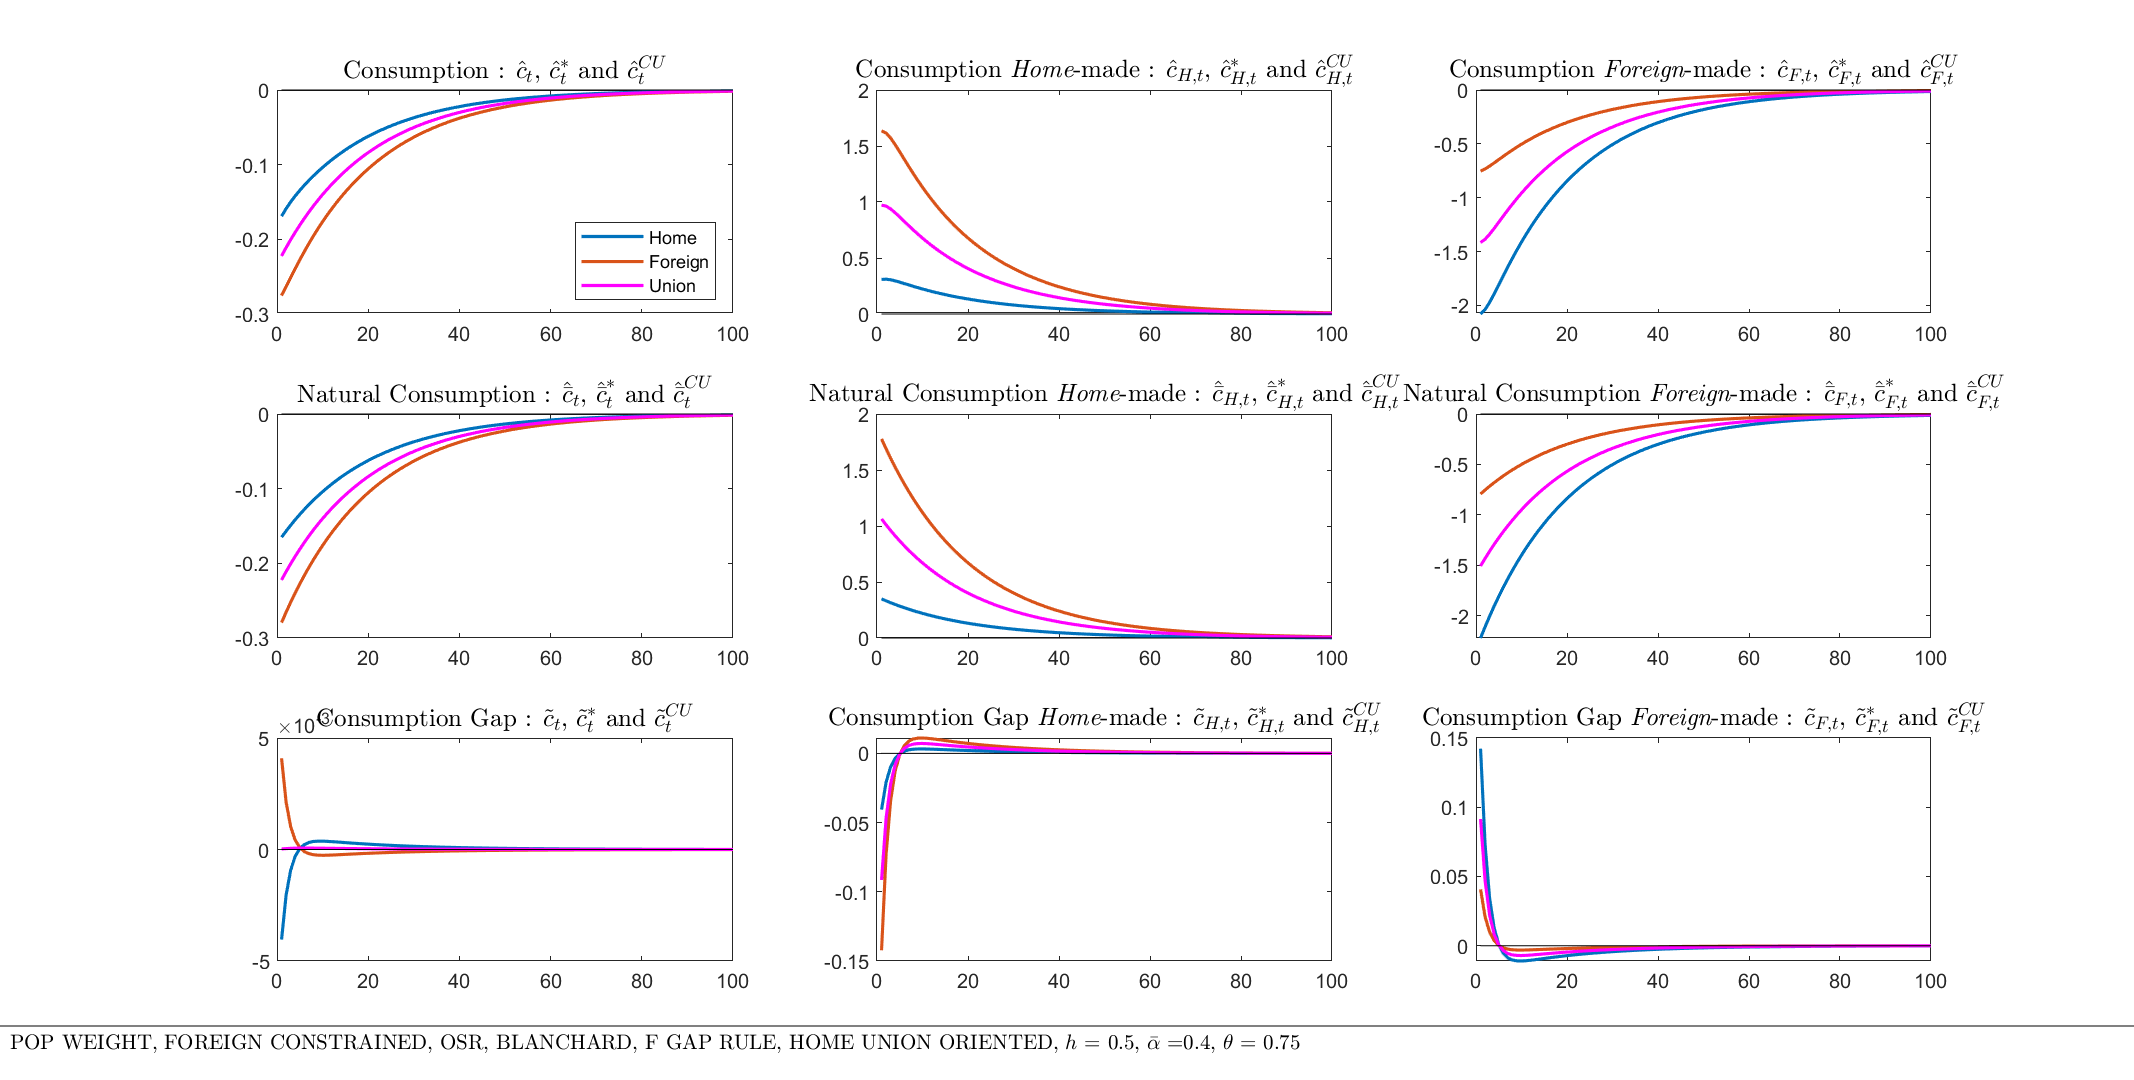 Consumption : ĉ_t, ĉ*_t and ĉ^CU_t
0
-0.1
-0.2
-0.3
0 20 40 60 80 100
Home
Foreign
Union
Consumption Home-made : ĉ_H,t, ĉ*_H,t and ĉ^CU_H,t
2
1.5
1
0.5
0
0 20 40 60 80 100
Consumption Foreign-made : ĉ_F,t, ĉ*_F,t and ĉ^CU_F,t
0
-0.5
-1
-1.5
-2
0 20 40 60 80 100
Natural Consumption : c̄̂_t, c̄̂*_t and c̄̂^CU_t
0
-0.1
-0.2
-0.3
0 20 40 60 80 100
Natural Consumption Home-made : c̄̂_H,t, c̄̂*_H,t and c̄̂^CU_H,t
2
1.5
1
0.5
0
0 20 40 60 80 100
Natural Consumption Foreign-made : c̄̂_F,t, c̄̂*_F,t and c̄̂^CU_F,t
0
-0.5
-1
-1.5
-2
0 20 40 60 80 100
Consumption Gap : c̃_t, c̃*_t and c̃^CU_t
×10^-3
5
0
-5
0 20 40 60 80 100
Consumption Gap Home-made : c̃_H,t, c̃*_H,t and c̃^CU_H,t
0
-0.05
-0.1
-0.15
0 20 40 60 80 100
Consumption Gap Foreign-made : c̃_F,t, c̃*_F,t and c̃^CU_F,t
0.15
0.1
0.05
0
0 20 40 60 80 100
POP WEIGHT, FOREIGN CONSTRAINED, OSR, BLANCHARD, F GAP RULE, HOME UNION ORIENTED, h = 0.5, ᾱ =0.4, θ = 0.75